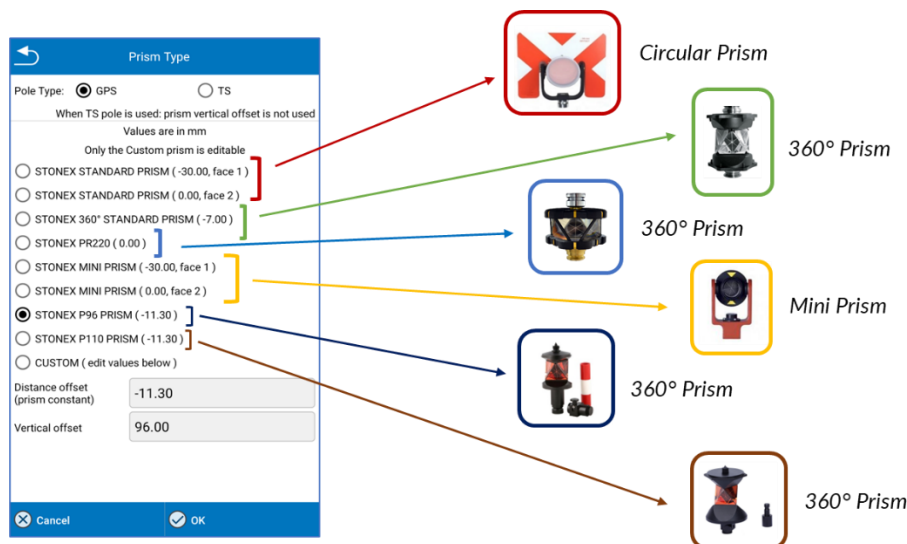 Prism Type
Pole Type: GPS TS
When TS pole is used: prism vertical offset is not used
Values are in mm
Only the Custom prism is editable
STONEX STANDARD PRISM ( -30.00, face 1 )
STONEX STANDARD PRISM ( 0.00, face 2 )
STONEX 360° STANDARD PRISM ( -7.00 )
STONEX PR220 ( 0.00 )
STONEX MINI PRISM ( -30.00, face 1 )
STONEX MINI PRISM ( 0.00, face 2 )
STONEX P96 PRISM ( -11.30 )
STONEX P110 PRISM ( -11.30 )
CUSTOM ( edit values below )
Distance offset
(prism constant)
-11.30
Vertical offset
96.00
Cancel
OK
Circular Prism
360° Prism
360° Prism
Mini Prism
360° Prism
360° Prism